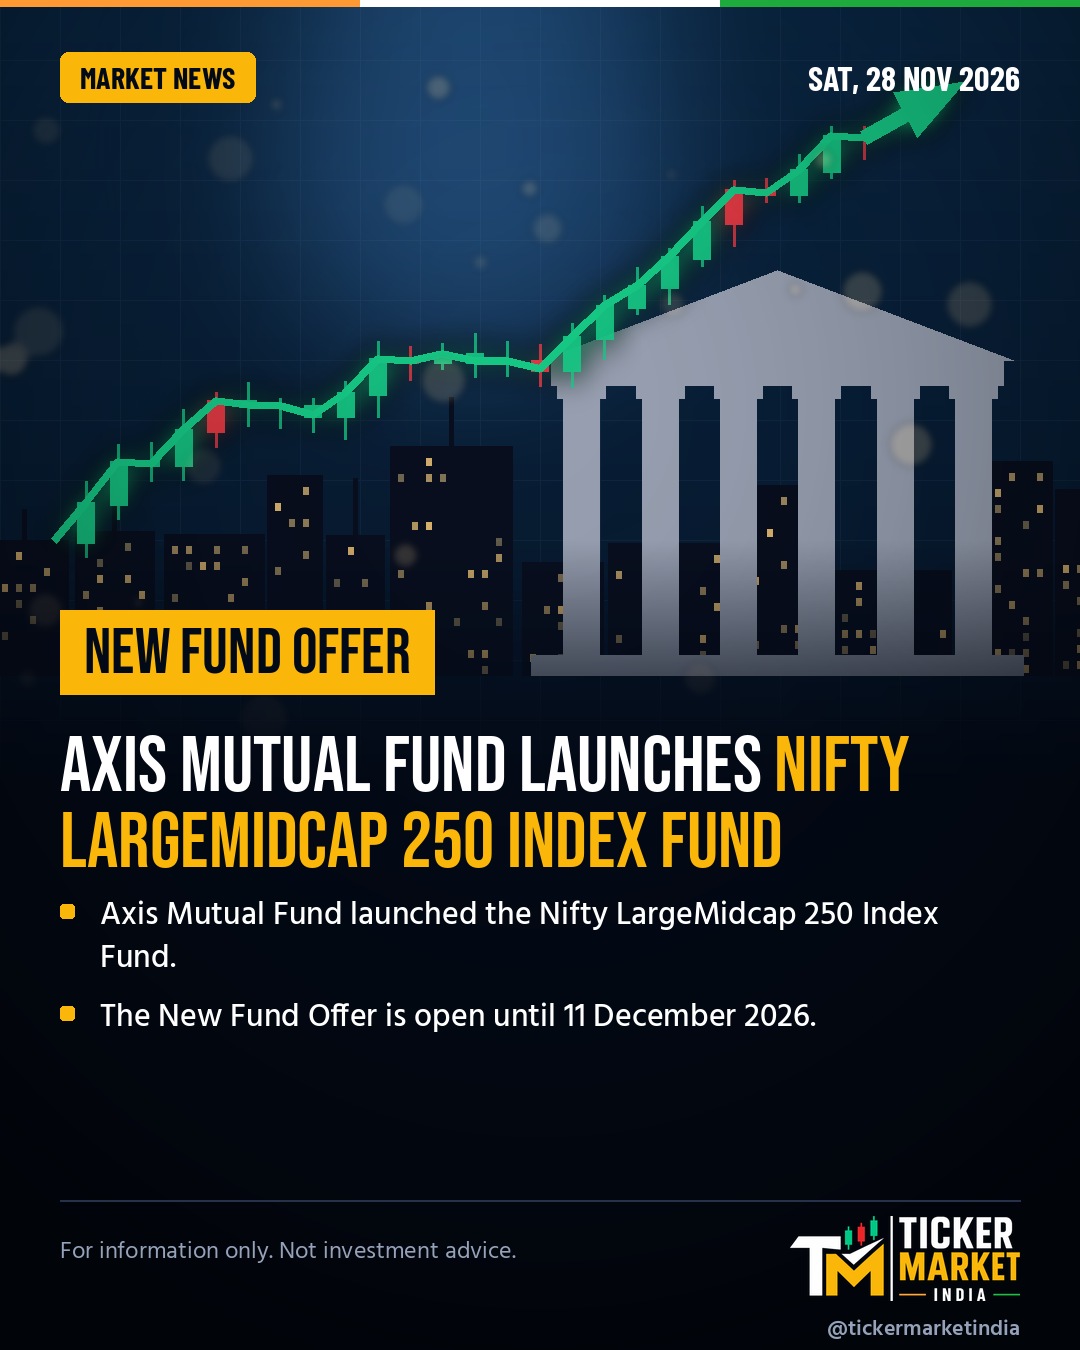 MARKET NEWS
SAT, 28 NOV 2026
NEW FUND OFFER
AXIS MUTUAL FUND LAUNCHES NIFTY
LARGEMIDCAP 250 INDEX FUND
Axis Mutual Fund launched the Nifty LargeMidcap 250 Index
Fund.
The New Fund Offer is open until 11 December 2026.
For information only. Not investment advice.
TM
TICKER
MARKET
INDIA
@tickermarketindia